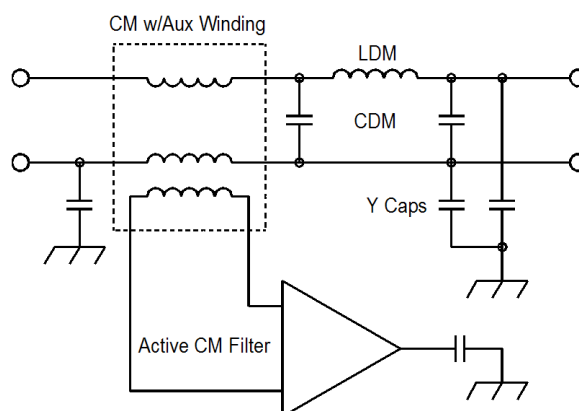 CM w/Aux Winding
LDM
CDM
Y Caps
Active CM Filter